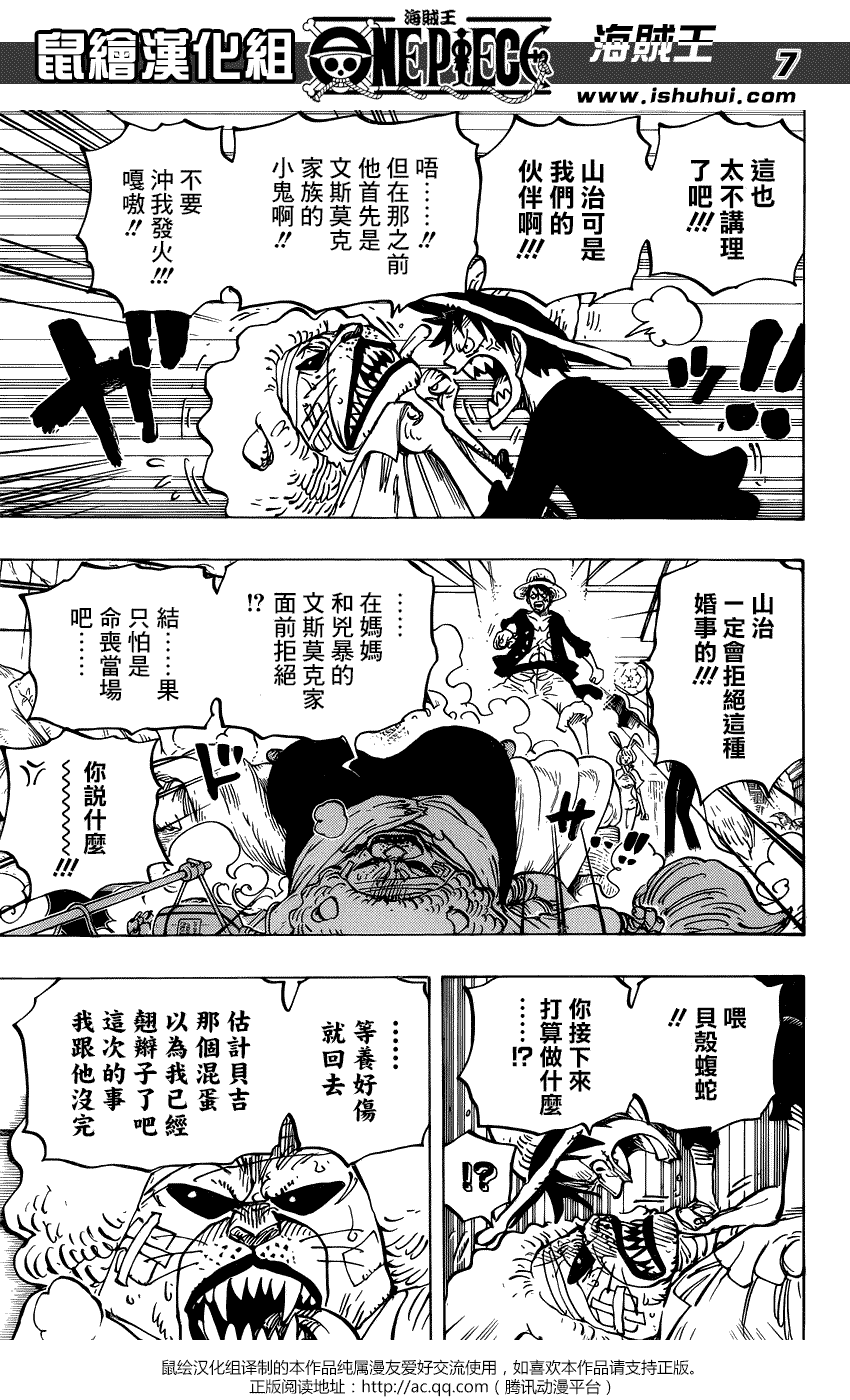 鼠繪漢化組
海賊王
ONE PIECE
海賊王
7
www.ishuhui.com
這也
太不講理
了吧!!!
山治可是
我們的
伙伴啊!!!
唔……!!
但在那之前
他首先是
文斯莫克
家族的
小鬼啊!!
不要
沖我發火!!!
嘎嗷!!
ッ!!
ガ
山治
一定會拒絕這種
婚事的!!!
……
在媽媽
和兇暴的
文斯莫克家
面前拒絕
!?
結……果
只怕是
命喪當場
吧……
你説什麼
!!!
ド
ん
喂
貝殼蝮蛇
!!
你接下來
打算做什麼
……!?
!?
……
等養好傷
就回去
估計貝吉
那個混蛋
以為我已經
翹辮子了吧
這次的事
我跟他沒完
鼠绘汉化组译制的本作品纯属漫友爱好交流使用，如喜欢本作品请支持正版。
正版阅读地址：http://ac.qq.com（腾讯动漫平台）